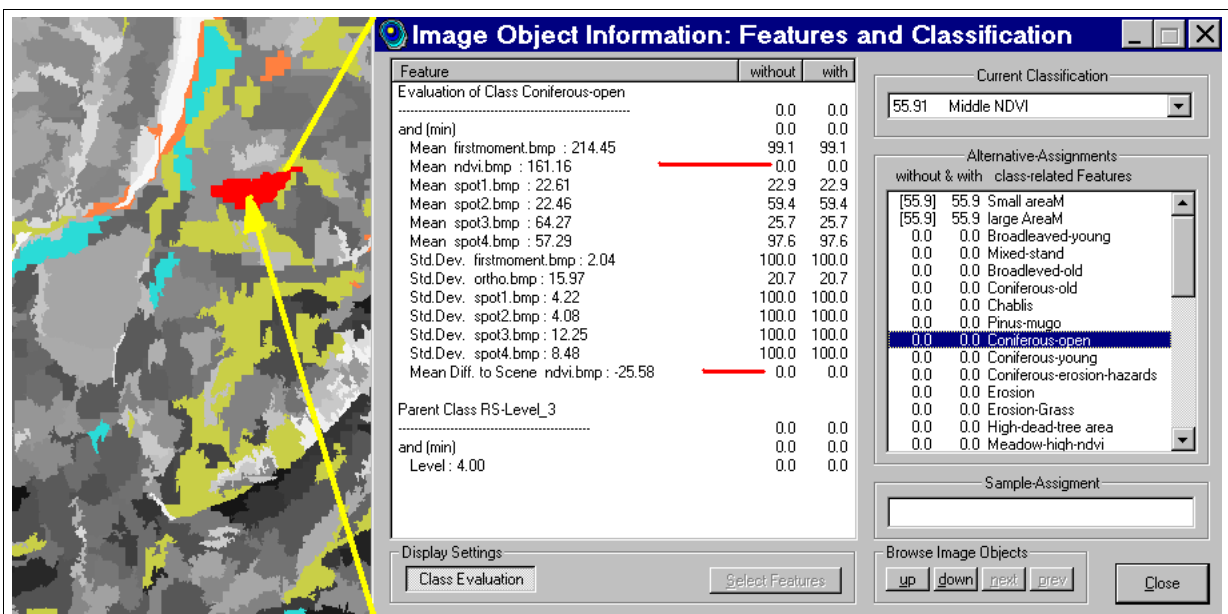 Image Object Information: Features and Classification
Feature without with
Evaluation of Class Coniferous-open
0.0 0.0
and (min) 0.0 0.0
Mean firstmoment.bmp : 214.45 99.1 99.1
Mean ndvi.bmp : 161.16 0.0 0.0
Mean spot1.bmp : 22.61 22.9 22.9
Mean spot2.bmp : 22.46 59.4 59.4
Mean spot3.bmp : 64.27 25.7 25.7
Mean spot4.bmp : 57.29 97.6 97.6
Std.Dev. firstmoment.bmp : 2.04 100.0 100.0
Std.Dev. ortho.bmp : 15.97 20.7 20.7
Std.Dev. spot1.bmp : 4.22 100.0 100.0
Std.Dev. spot2.bmp : 4.08 100.0 100.0
Std.Dev. spot3.bmp : 12.25 100.0 100.0
Std.Dev. spot4.bmp : 8.48 100.0 100.0
Mean Diff. to Scene ndvi.bmp : -25.58 0.0 0.0
Parent Class RS-Level_3
0.0 0.0
and (min) 0.0 0.0
Level : 4.00 0.0 0.0
Display Settings
Class Evaluation
Select Features
Current Classification
55.91 Middle NDVI
Alternative-Assignments
without & with class-related Features
[55.9] 55.9 Small areaM
[55.9] 55.9 large AreaM
0.0 0.0 Broadleaved-young
0.0 0.0 Mixed-stand
0.0 0.0 Broadleved-old
0.0 0.0 Coniferous-old
0.0 0.0 Chablis
0.0 0.0 Pinus-mugo
0.0 0.0 Coniferous-open
0.0 0.0 Coniferous-young
0.0 0.0 Coniferous-erosion-hazards
0.0 0.0 Erosion
0.0 0.0 Erosion-Grass
0.0 0.0 High-dead-tree area
0.0 0.0 Meadow-high-ndvi
Sample-Assigment
Browse Image Objects
up down next prev
Close